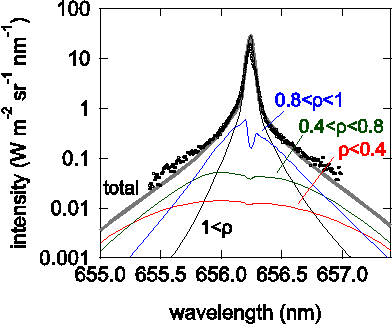 100
10
1
0.1
0.01
0.001
intensity (W m⁻² sr⁻¹ nm⁻¹)
0.8<ρ<1
0.4<ρ<0.8
ρ<0.4
total
1<ρ
655.0 655.5 656.0 656.5 657.0
wavelength (nm)